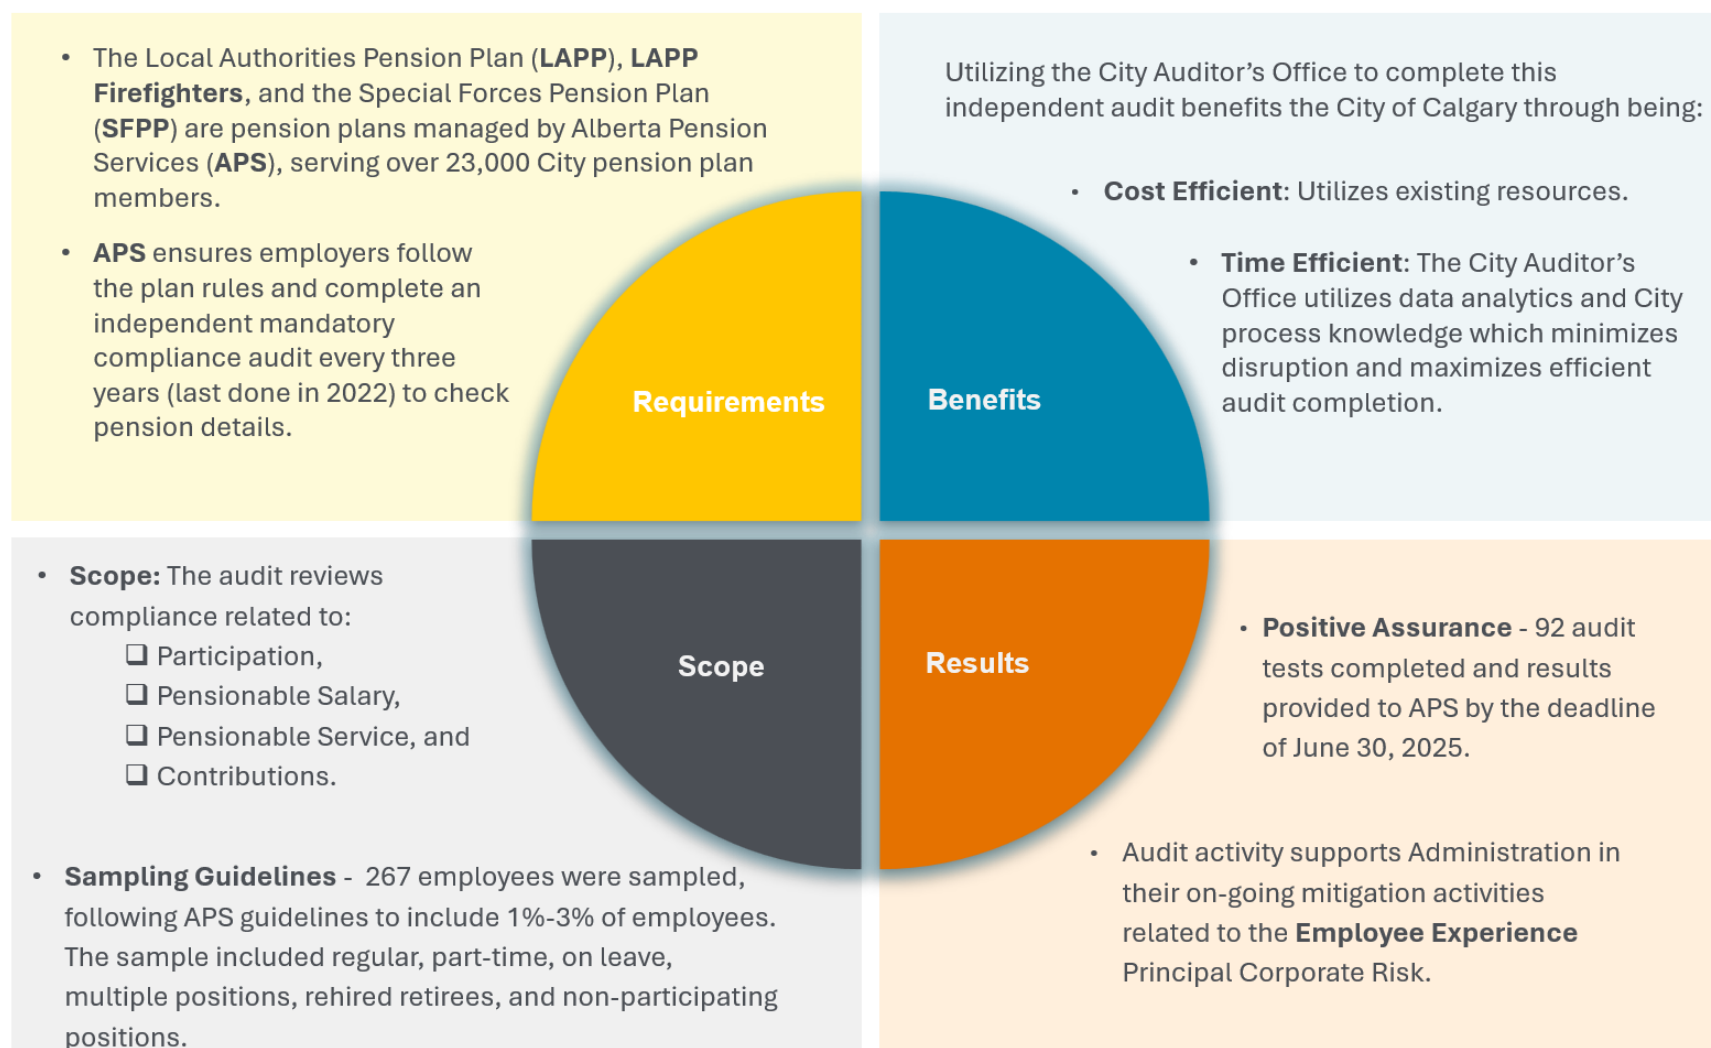 • The Local Authorities Pension Plan (LAPP), LAPP
Firefighters, and the Special Forces Pension Plan
(SFPP) are pension plans managed by Alberta Pension
Services (APS), serving over 23,000 City pension plan
members.
• APS ensures employers follow
the plan rules and complete an
independent mandatory
compliance audit every three
years (last done in 2022) to check
pension details.
Requirements
Utilizing the City Auditor’s Office to complete this
independent audit benefits the City of Calgary through being:
• Cost Efficient: Utilizes existing resources.
• Time Efficient: The City Auditor’s
Office utilizes data analytics and City
process knowledge which minimizes
disruption and maximizes efficient
audit completion.
Benefits
• Scope: The audit reviews
compliance related to:
❑ Participation,
❑ Pensionable Salary,
❑ Pensionable Service, and
❑ Contributions.
Scope
• Sampling Guidelines - 267 employees were sampled,
following APS guidelines to include 1%-3% of employees.
The sample included regular, part-time, on leave,
multiple positions, rehired retirees, and non-participating
positions.
Results
• Positive Assurance - 92 audit
tests completed and results
provided to APS by the deadline
of June 30, 2025.
• Audit activity supports Administration in
their on-going mitigation activities
related to the Employee Experience
Principal Corporate Risk.